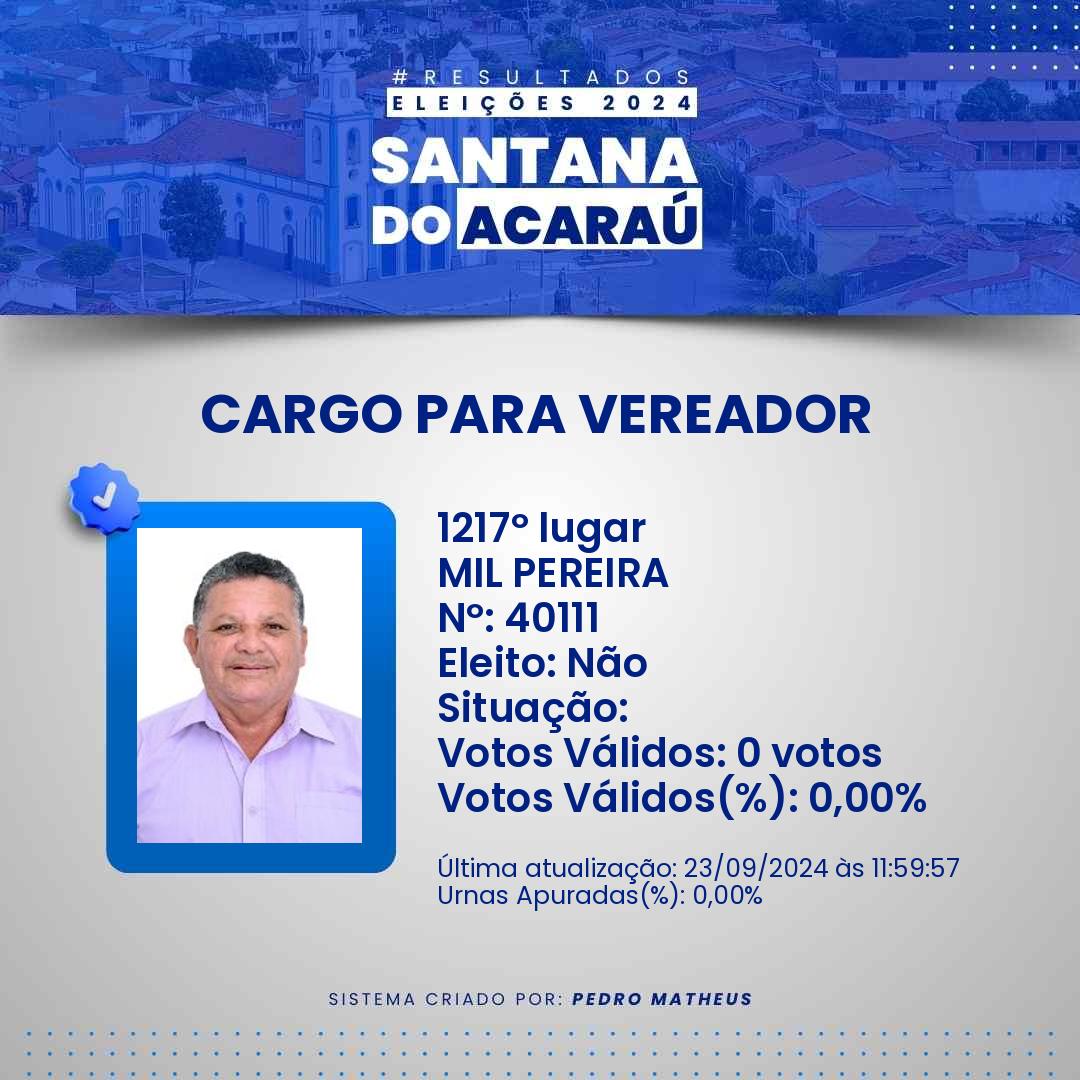 #RESULTADOS
ELEIÇÕES 2024
SANTANA
DO ACARAÚ
CARGO PARA VEREADOR
1217º lugar
MIL PEREIRA
Nº: 40111
Eleito: Não
Situação:
Votos Válidos: 0 votos
Votos Válidos(%): 0,00%
Última atualização: 23/09/2024 às 11:59:57
Urnas Apuradas(%): 0,00%
SISTEMA CRIADO POR: PEDRO MATHEUS